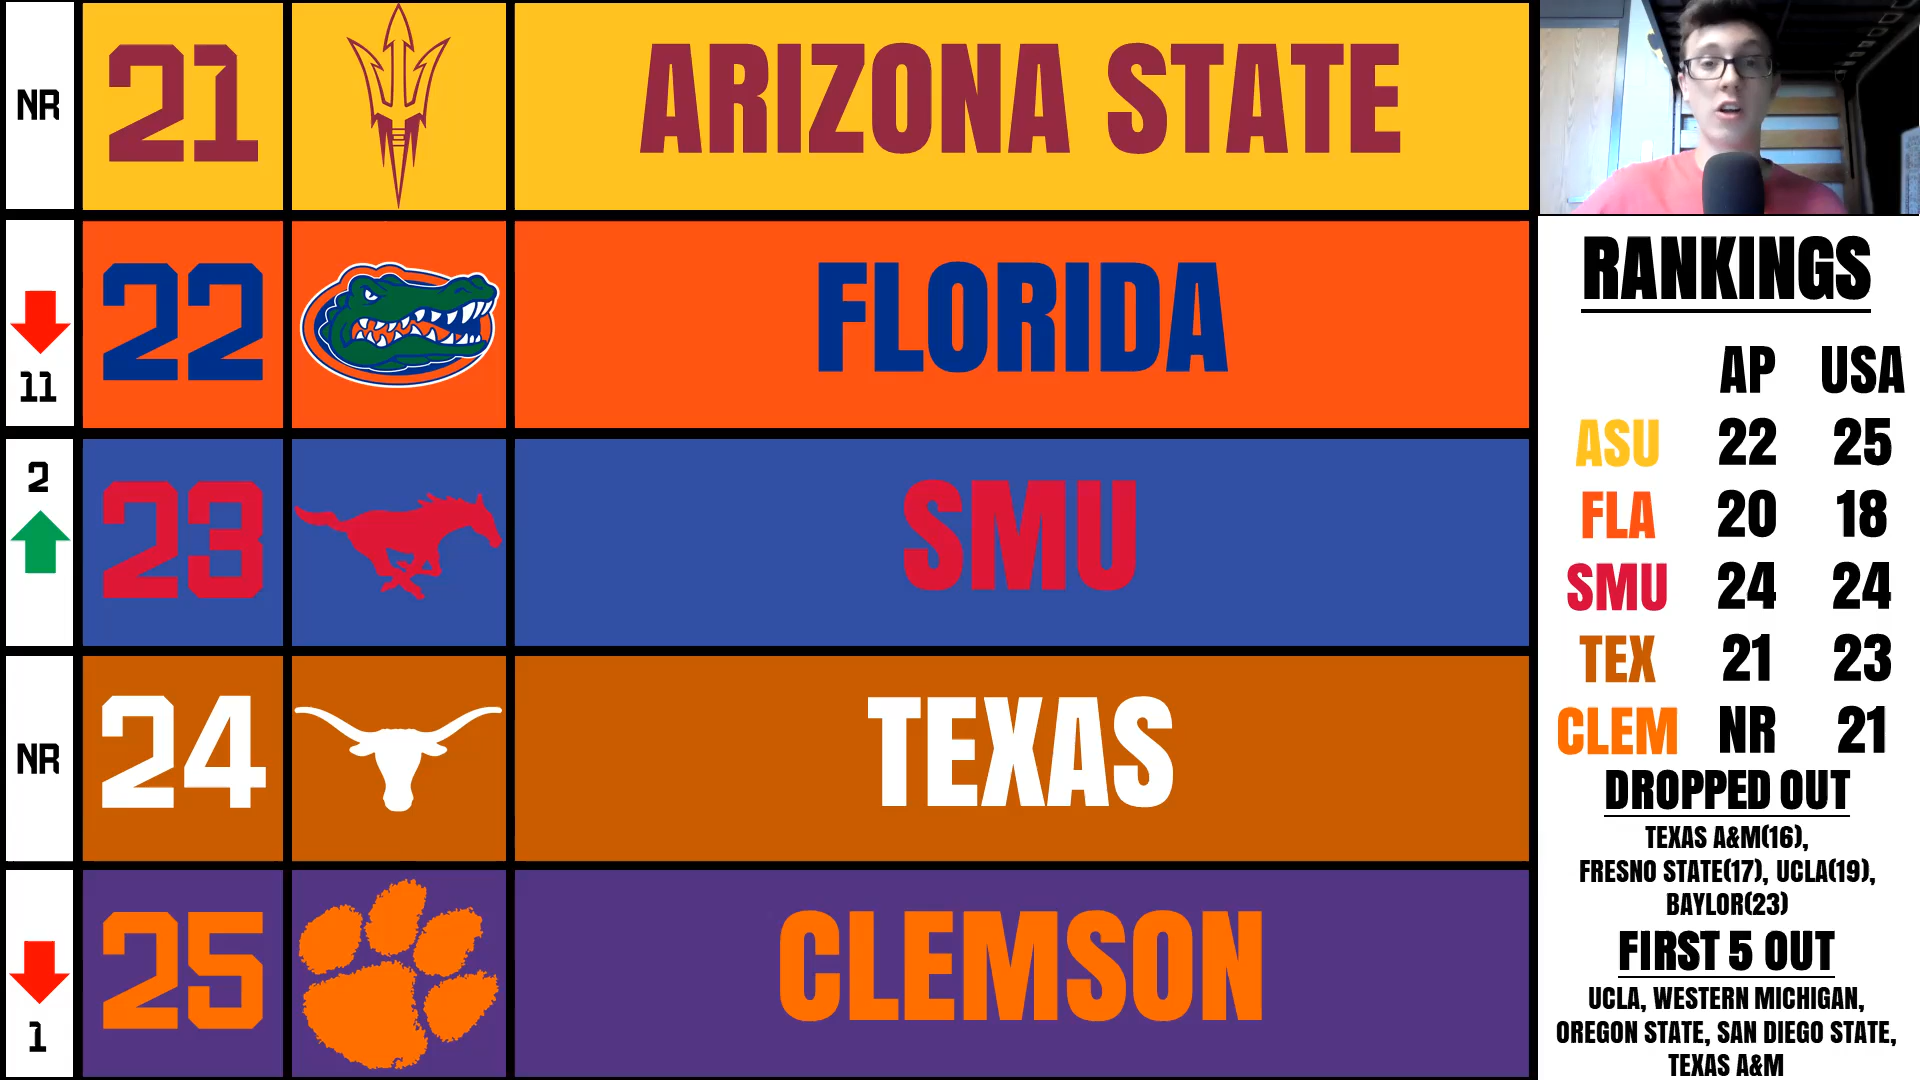 NR 21 ARIZONA STATE
22 FLORIDA
11
2
23 SMU
NR 24 TEXAS
25 CLEMSON
1
RANKINGS
AP USA
ASU 22 25
FLA 20 18
SMU 24 24
TEX 21 23
CLEM NR 21
DROPPED OUT
TEXAS A&M(16),
FRESNO STATE(17), UCLA(19),
BAYLOR(23)
FIRST 5 OUT
UCLA, WESTERN MICHIGAN,
OREGON STATE, SAN DIEGO STATE,
TEXAS A&M